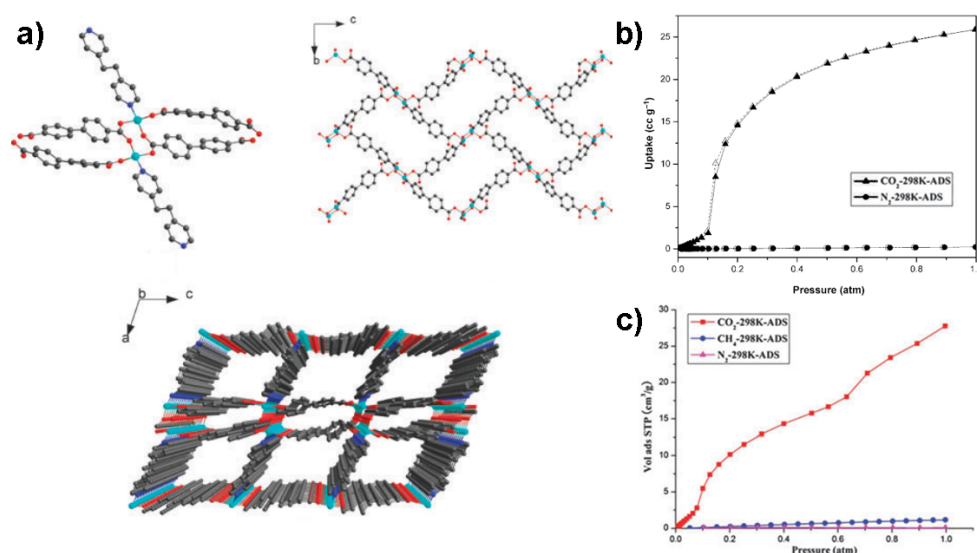 a)
c
b
b
c
a
b)
Uptake (cc g⁻¹)
25
20
15
10
5
0
CO₂-298K-ADS
N₂-298K-ADS
0.0
0.2
0.4
0.6
0.8
1.0
Pressure (atm)
c)
Vol ads STP (cm³/g)
35
30
25
20
15
10
5
0
CO₂-298K-ADS
CH₄-298K-ADS
N₂-298K-ADS
0.0
0.2
0.4
0.6
0.8
1.0
Pressure (atm)